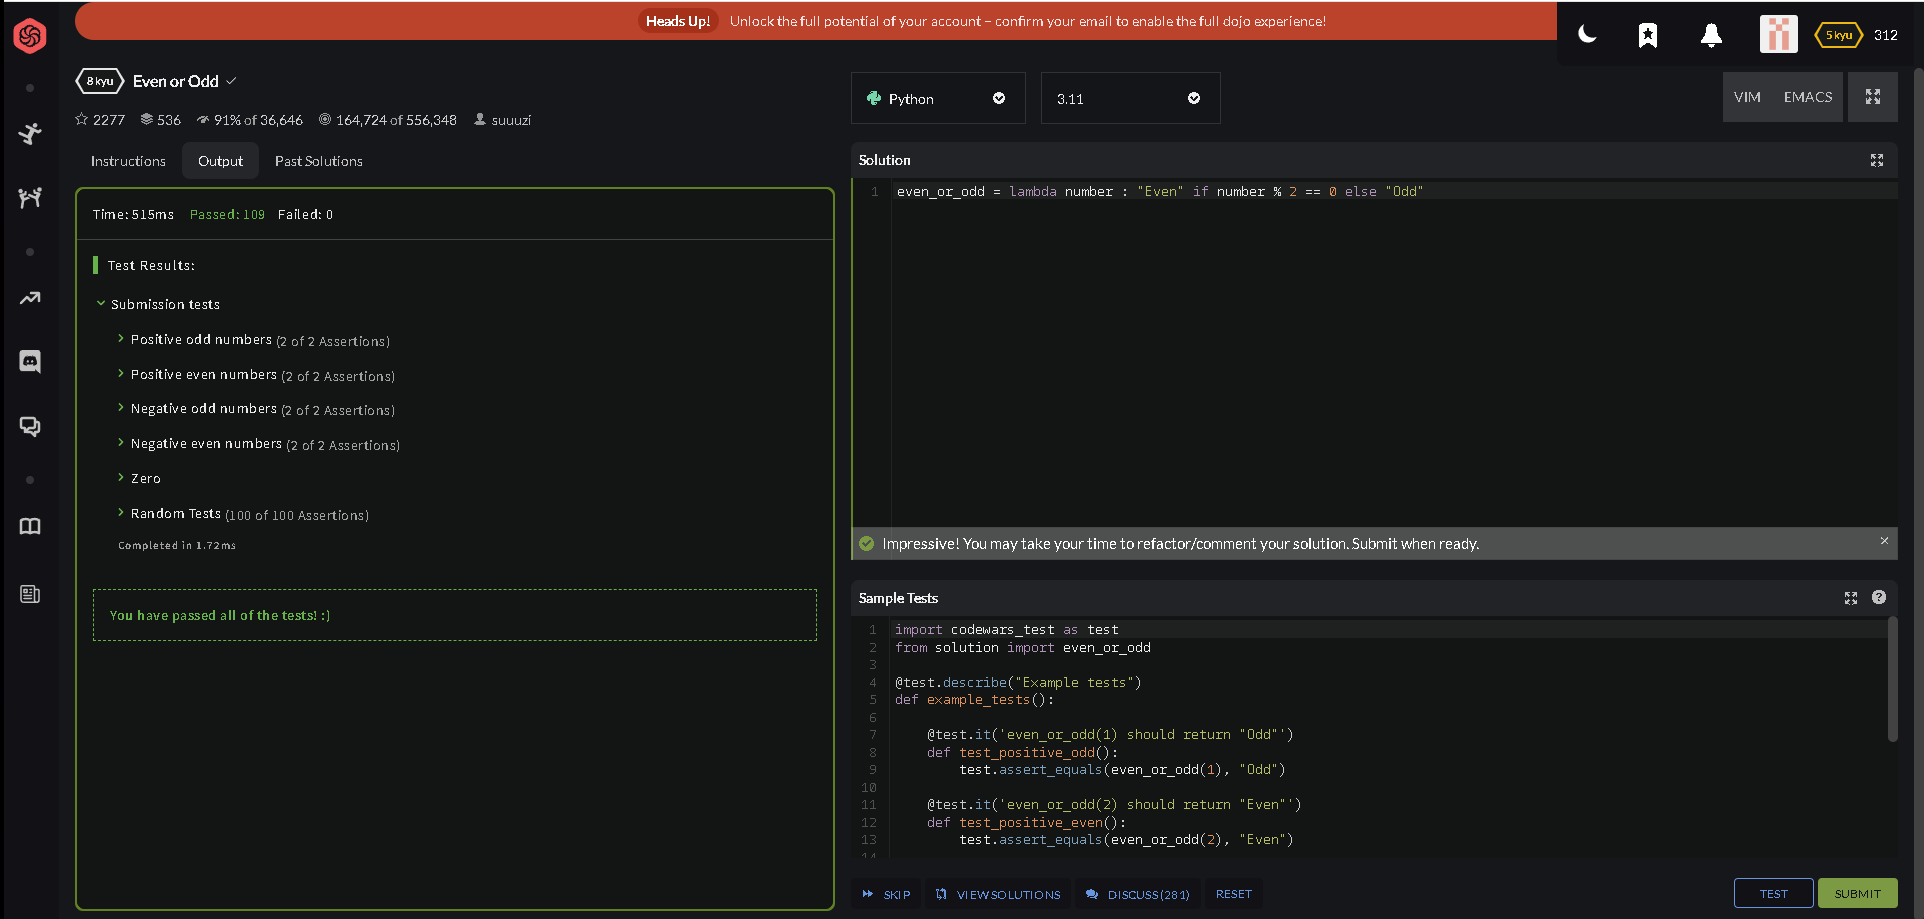 Heads Up! Unlock the full potential of your account – confirm your email to enable the full dojo experience!
5 kyu 312
8 kyu Even or Odd
2277 536 91% of 36,646 164,724 of 556,348 suuuzi
Instructions Output Past Solutions
Time: 515ms Passed: 109 Failed: 0
Test Results:
Submission tests
Positive odd numbers (2 of 2 Assertions)
Positive even numbers (2 of 2 Assertions)
Negative odd numbers (2 of 2 Assertions)
Negative even numbers (2 of 2 Assertions)
Zero
Random Tests (100 of 100 Assertions)
Completed in 1.72ms
You have passed all of the tests! :)
Python 3.11 VIM EMACS
Solution
1 even_or_odd = lambda number : "Even" if number % 2 == 0 else "Odd"
Impressive! You may take your time to refactor/comment your solution. Submit when ready.
Sample Tests
1 import codewars_test as test
2 from solution import even_or_odd
3
4 @test.describe("Example tests")
5 def example_tests():
6
7 @test.it('even_or_odd(1) should return "Odd"')
8 def test_positive_odd():
9 test.assert_equals(even_or_odd(1), "Odd")
10
11 @test.it('even_or_odd(2) should return "Even"')
12 def test_positive_even():
13 test.assert_equals(even_or_odd(2), "Even")
14
SKIP VIEW SOLUTIONS DISCUSS (281) RESET TEST SUBMIT